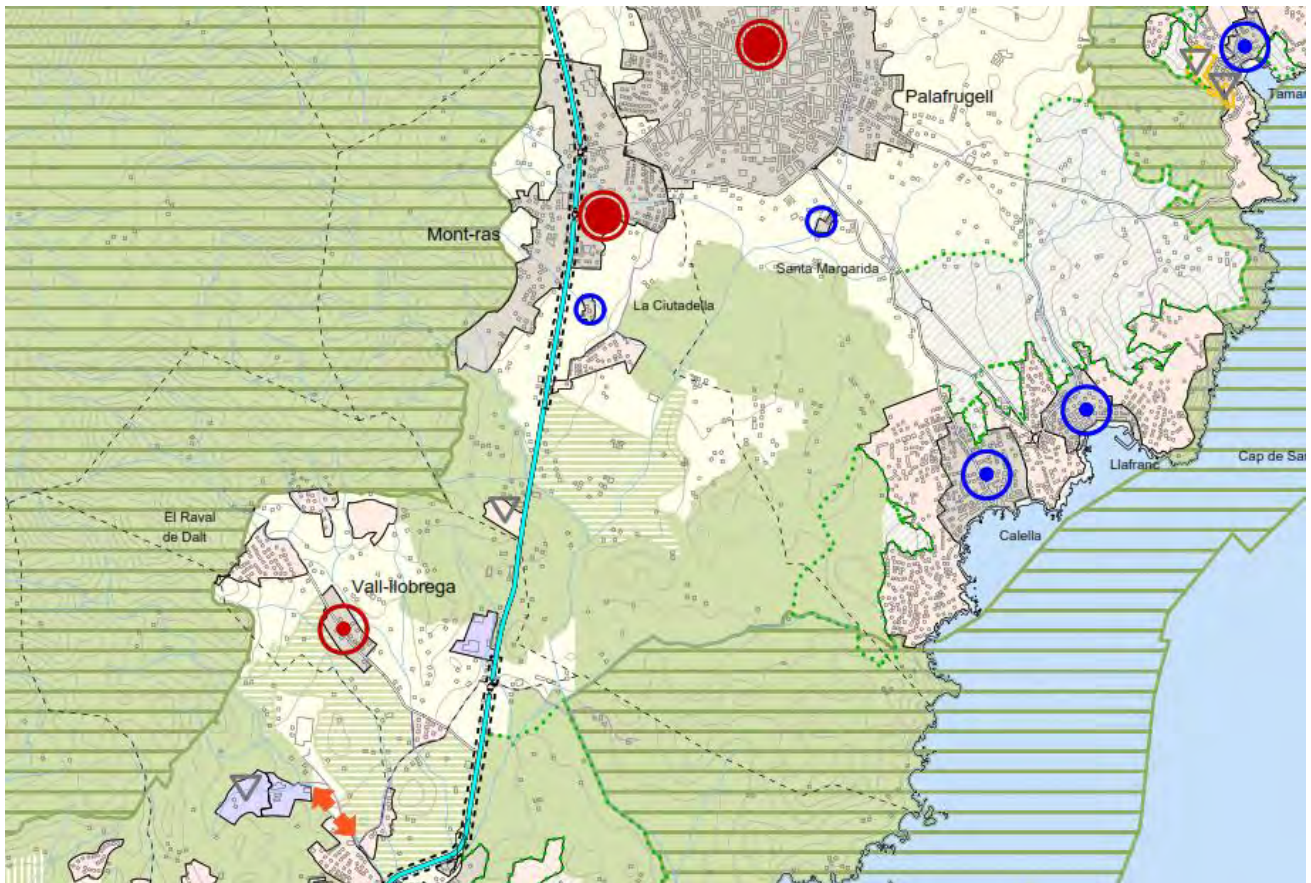 Palafrugell
Mont-ras
Santa Margarida
La Ciutadella
Llafranc
Calella
El Raval
de Dalt
Vall-llobrega